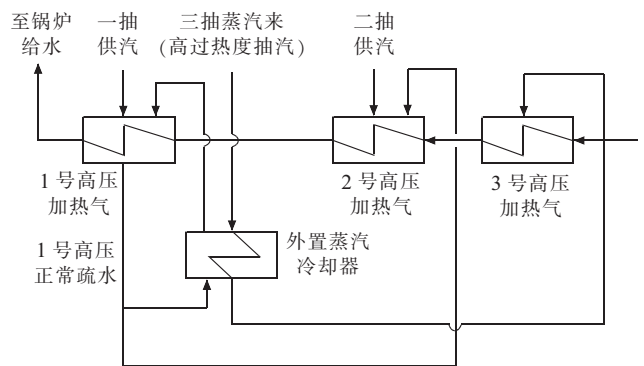 至锅炉
给水
一抽
供汽
三抽蒸汽来
(高过热度抽汽)
二抽
供汽
1 号高压
加热气
2 号高压
加热气
3 号高压
加热气
1 号高压
正常疏水
外置蒸汽
冷却器